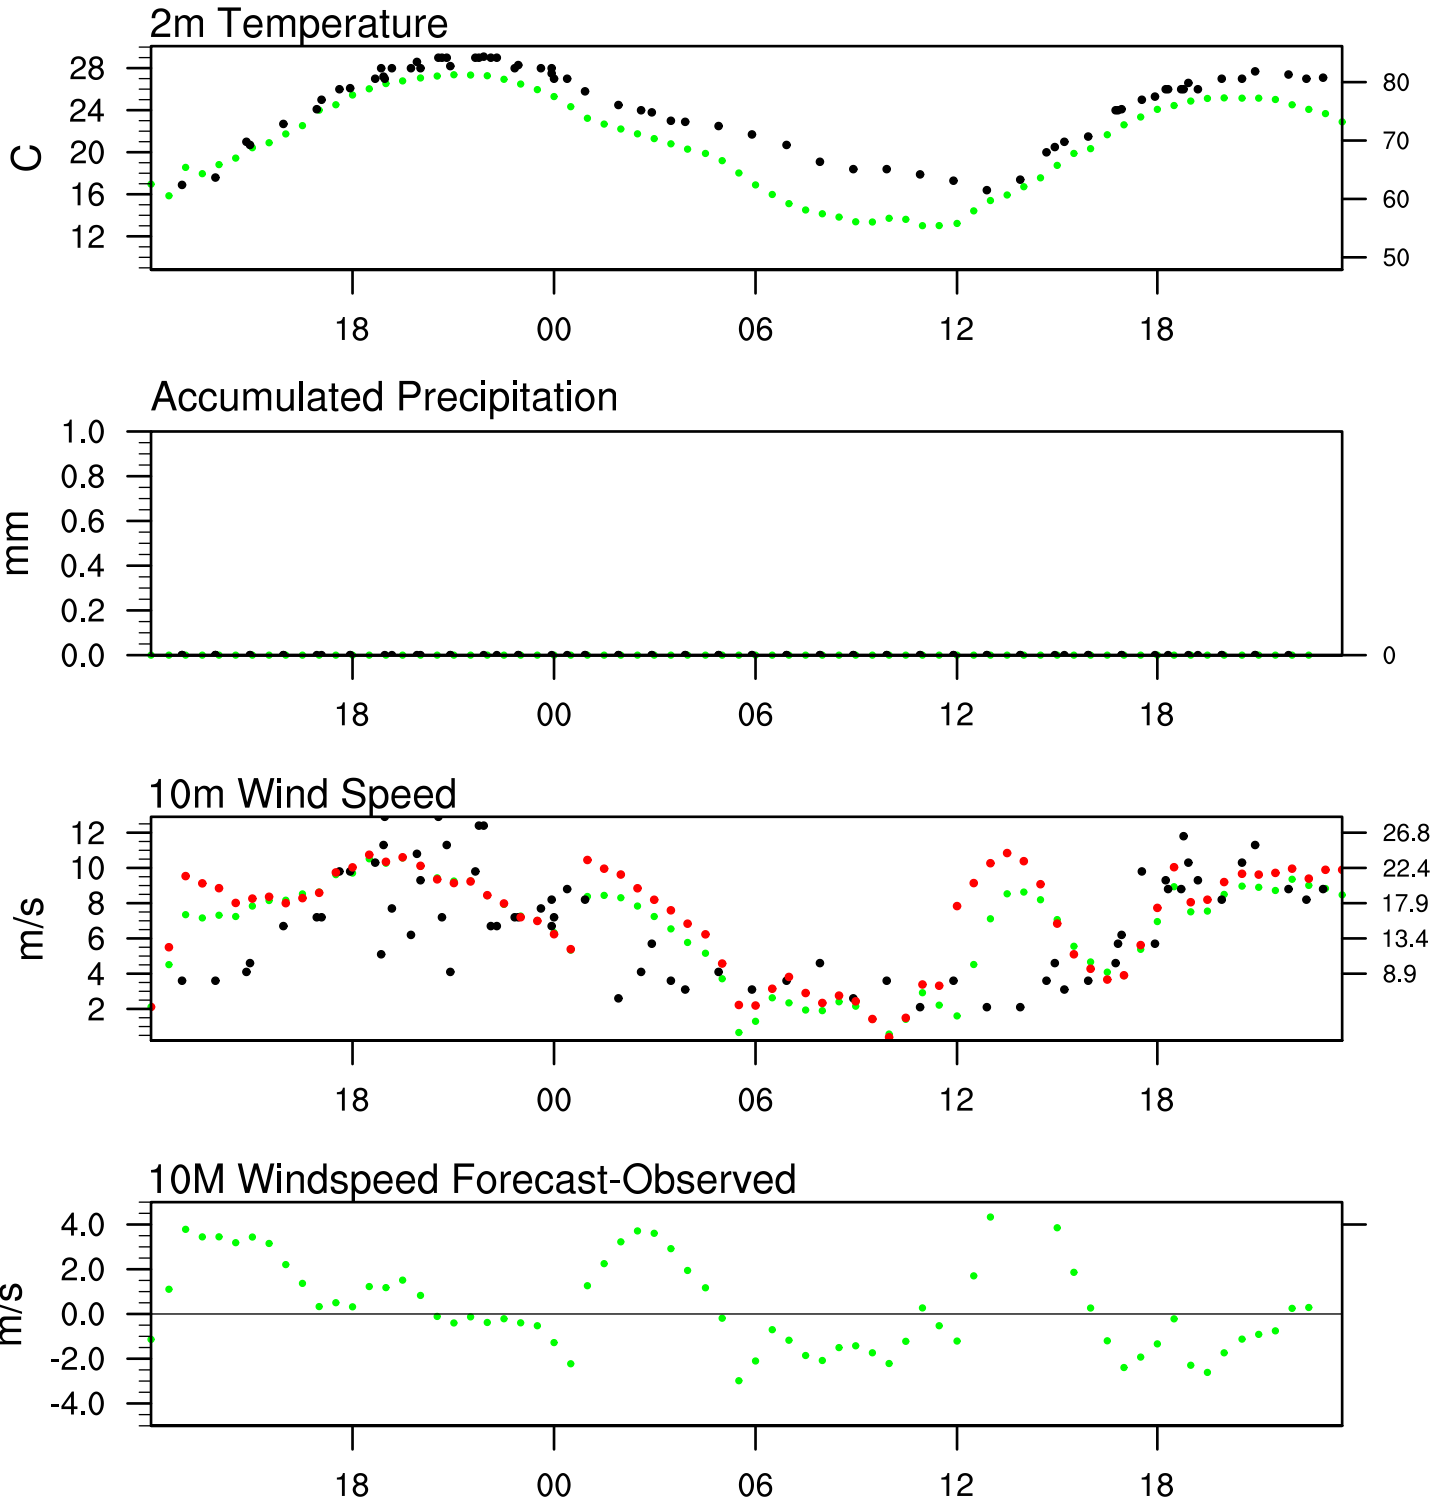 2m Temperature
28
24
20
16
12
C
80
70
60
50
18 00 06 12 18
Accumulated Precipitation
1.0
0.8
0.6
0.4
0.2
0.0
mm
0
18 00 06 12 18
10m Wind Speed
12
10
8
6
4
2
m/s
26.8
22.4
17.9
13.4
8.9
18 00 06 12 18
10M Windspeed Forecast-Observed
4.0
2.0
0.0
-2.0
-4.0
m/s
18 00 06 12 18